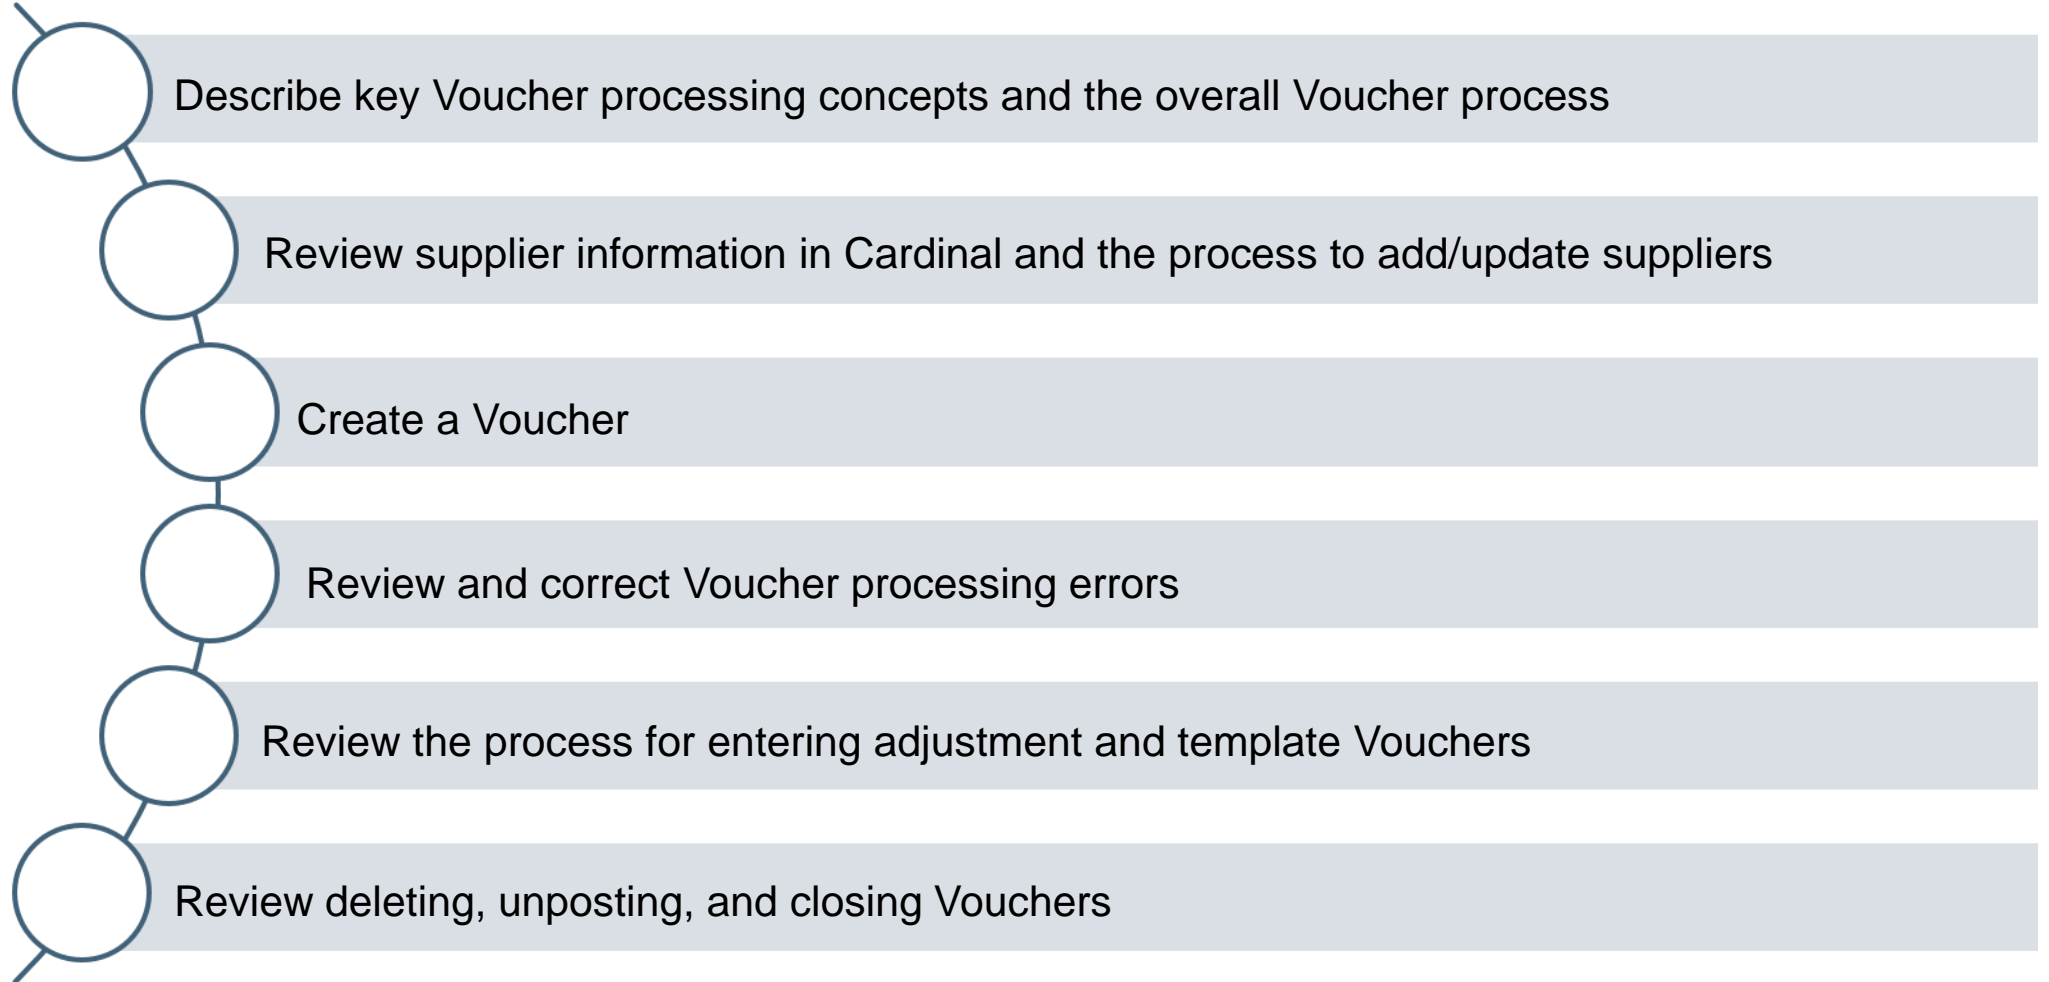 Describe key Voucher processing concepts and the overall Voucher process
Review supplier information in Cardinal and the process to add/update suppliers
Create a Voucher
Review and correct Voucher processing errors
Review the process for entering adjustment and template Vouchers
Review deleting, unposting, and closing Vouchers